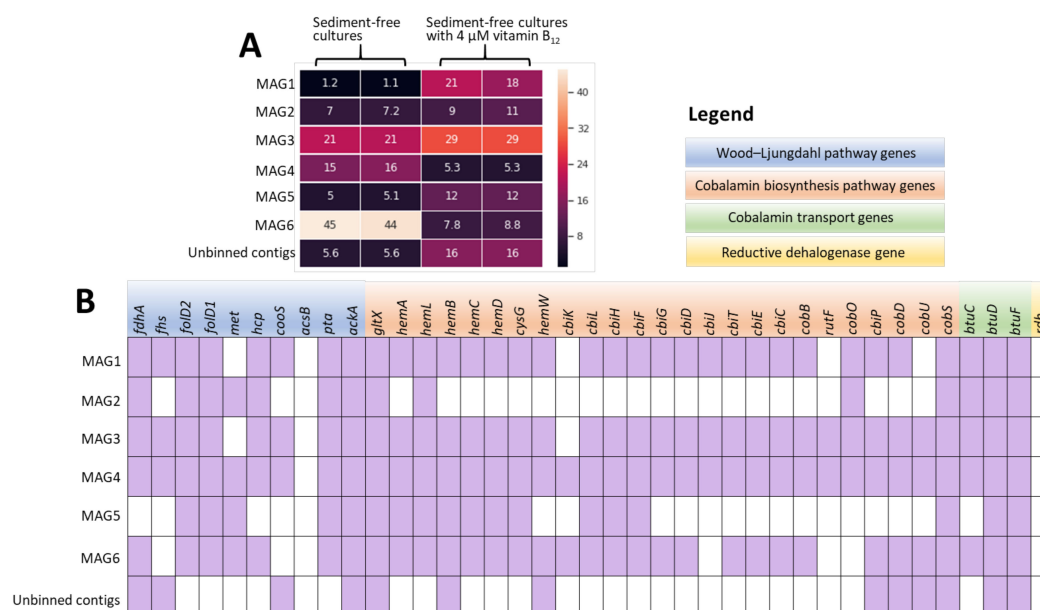 A
Sediment-free
cultures
Sediment-free cultures
with 4 µM vitamin B12
MAG1 1.2 1.1 21 18
MAG2 7 7.2 9 11
MAG3 21 21 29 29
MAG4 15 16 5.3 5.3
MAG5 5 5.1 12 12
MAG6 45 44 7.8 8.8
Unbinned contigs 5.6 5.6 16 16
40
32
24
16
8
Legend
Wood–Ljungdahl pathway genes
Cobalamin biosynthesis pathway genes
Cobalamin transport genes
Reductive dehalogenase gene
B
fdhA fhs folD2 folD1 met hcp cooS acsB pta ackA gltX hemA hemL hemB hemC hemD cysG hemW cbiK cbiL cbiH cbiF cbiG cbiD cbiJ cbiT cbiE cbiC cobB rutF cobO cbiP cobD cobU cobS btuC btuD btuF
MAG1
MAG2
MAG3
MAG4
MAG5
MAG6
Unbinned contigs